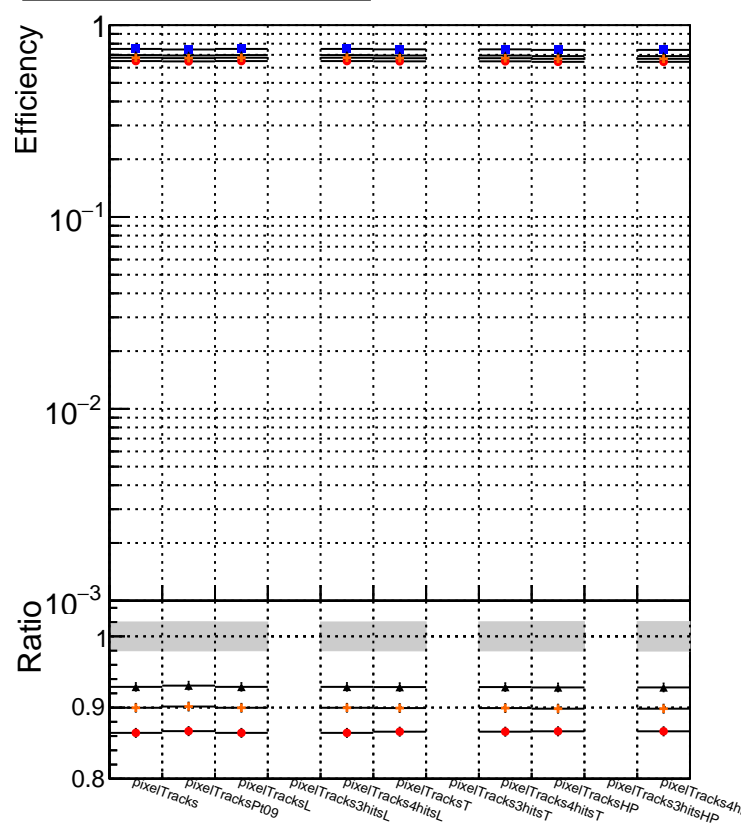 Efficiency
1
10−1
10−2
10−3
Ratio
1
0.9
0.8
pixelTracks
pixelTracksPt09
pixelTracksL
pixelTracks3hitsL
pixelTracks4hitsL
pixelTracksT
pixelTracks3hitsT
pixelTracks4hitsT
pixelTracksHP
pixelTracks3hitsHP
pixelTracks4h